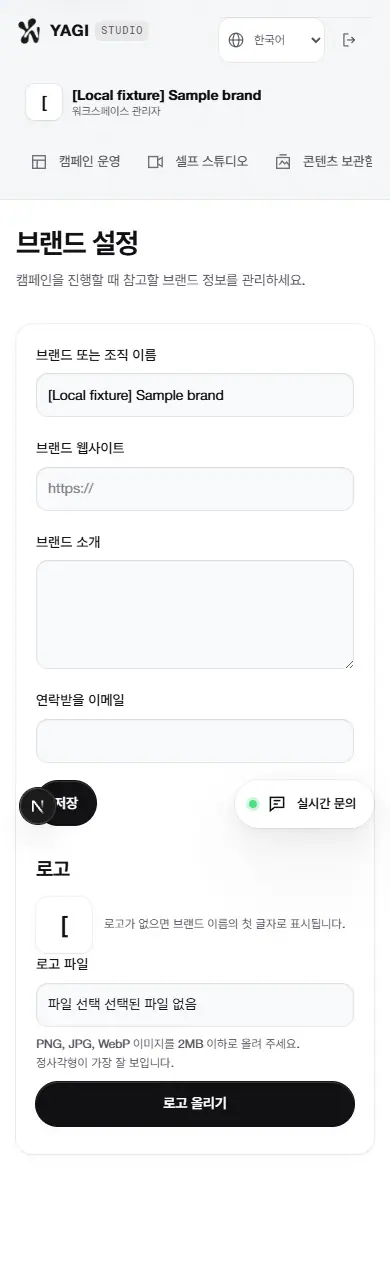 YAGI STUDIO
한국어
[ [Local fixture] Sample brand
워크스페이스 관리자
캠페인 운영 셀프 스튜디오 콘텐츠 보관함
브랜드 설정
캠페인을 진행할 때 참고할 브랜드 정보를 관리하세요.
브랜드 또는 조직 이름
[Local fixture] Sample brand
브랜드 웹사이트
https://
브랜드 소개
연락받을 이메일
N 저장 실시간 문의
로고
[ 로고가 없으면 브랜드 이름의 첫 글자로 표시됩니다.
로고 파일
파일 선택 선택된 파일 없음
PNG, JPG, WebP 이미지를 2MB 이하로 올려 주세요.
정사각형이 가장 잘 보입니다.
로고 올리기